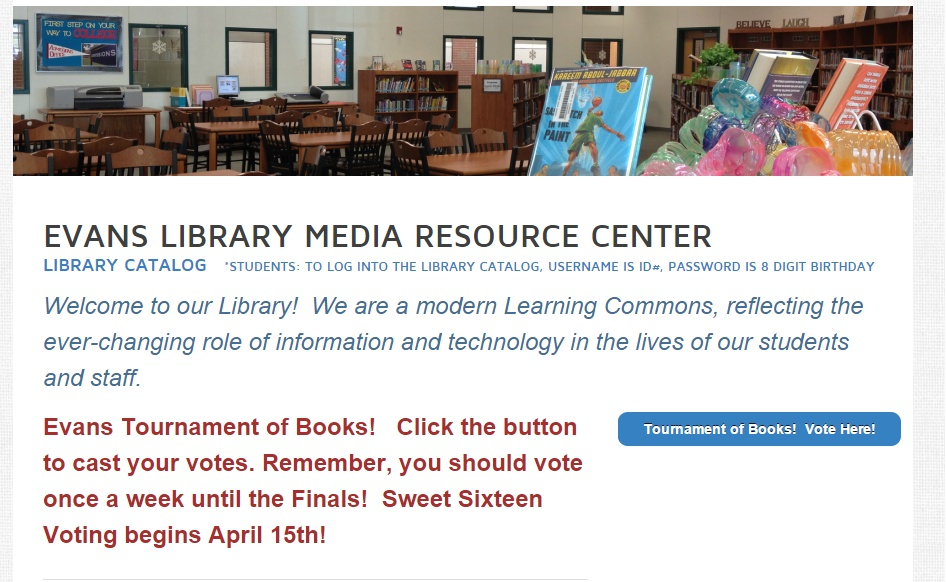 FIRST STEP ON YOUR
WAY TO COLLEGE
BELIEVE LAUGH
KAREEM ABDUL-JABBAR
IN THE
PAINT
EVANS LIBRARY MEDIA RESOURCE CENTER
LIBRARY CATALOG *STUDENTS: TO LOG INTO THE LIBRARY CATALOG, USERNAME IS ID#, PASSWORD IS 8 DIGIT BIRTHDAY
Welcome to our Library! We are a modern Learning Commons, reflecting the
ever-changing role of information and technology in the lives of our students
and staff.
Evans Tournament of Books! Click the button
to cast your votes. Remember, you should vote
once a week until the Finals! Sweet Sixteen
Voting begins April 15th!
Tournament of Books! Vote Here!